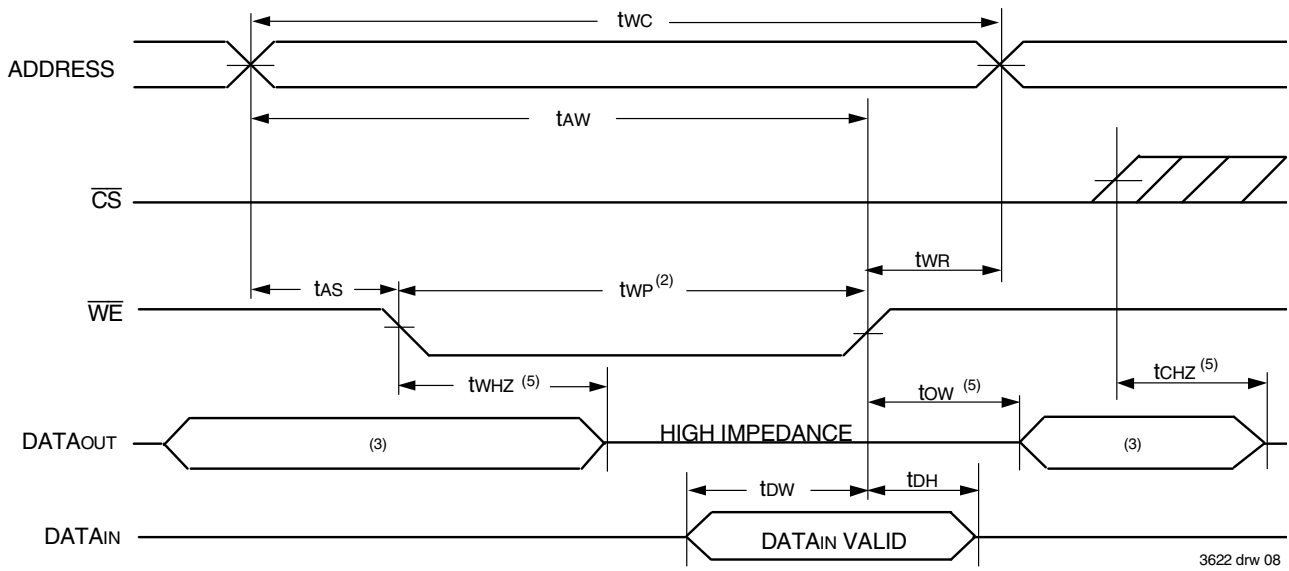 tWC
ADDRESS
tAW
CS
tWR
tAS
tWP (2)
WE
tWHZ (5)
tOW (5)
tCHZ (5)
DATAOUT
(3)
HIGH IMPEDANCE
(3)
tDW
tDH
DATAIN
DATAIN VALID
3622 drw 08